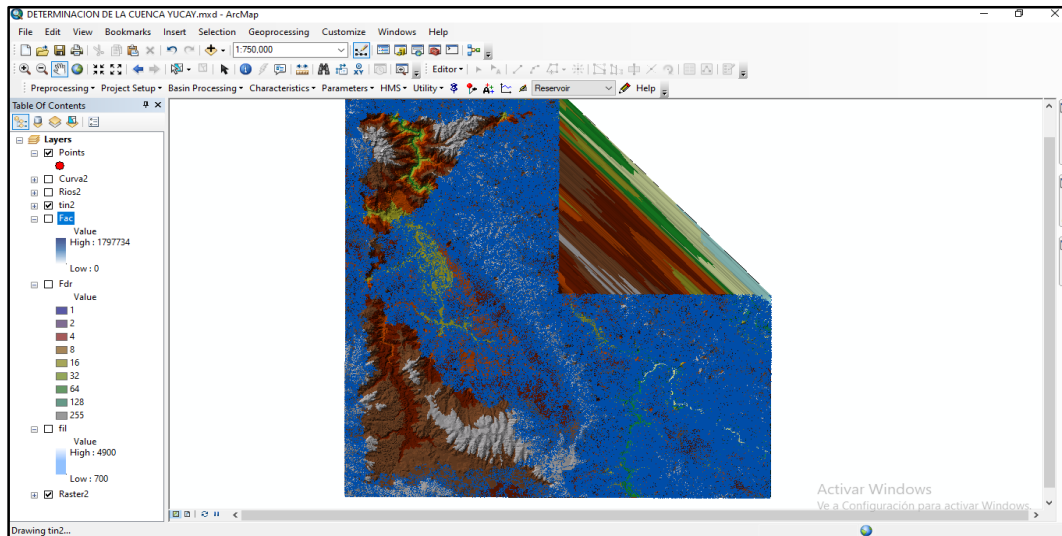 DETERMINACION DE LA CUENCA YUCAY.mxd - ArcMap
File Edit View Bookmarks Insert Selection Geoprocessing Customize Windows Help
1:750.000
Editor
Preprocessing Project Setup Basin Processing Characteristics Parameters HMS Utility Reservoir Help
Table Of Contents
Layers
Points
Curva2
Rios2
tin2
Fac
Value
High : 1797734
Low : 0
Fdr
Value
1
2
4
8
16
32
64
128
255
fil
Value
High : 4900
Low : 700
Raster2
Activar Windows
Ve a Configuración para activar Windows.
Drawing tin2...